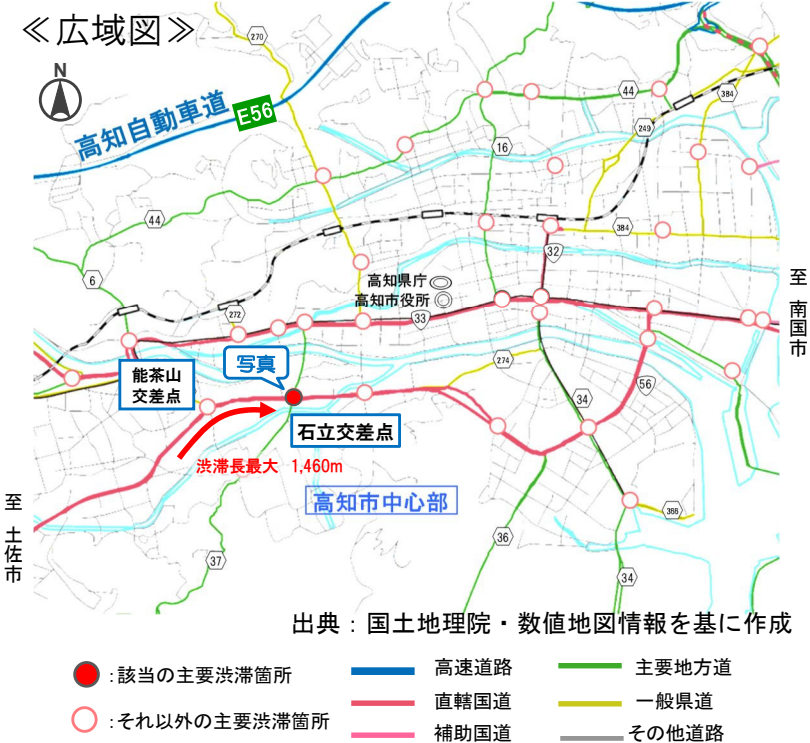 ≪広域図≫
N
高知自動車道
E56
270
44
384
249
16
44
384
32
6
高知県庁
高知市役所
至 南国市
272
33
写真
能茶山
交差点
274
56
34
石立交差点
渋滞長最大 1,460m
高知市中心部
至 土佐市
388
36
37
34
出典：国土地理院・数値地図情報を基に作成
:該当の主要渋滞箇所
高速道路
主要地方道
直轄国道
一般県道
:それ以外の主要渋滞箇所
補助国道
その他道路